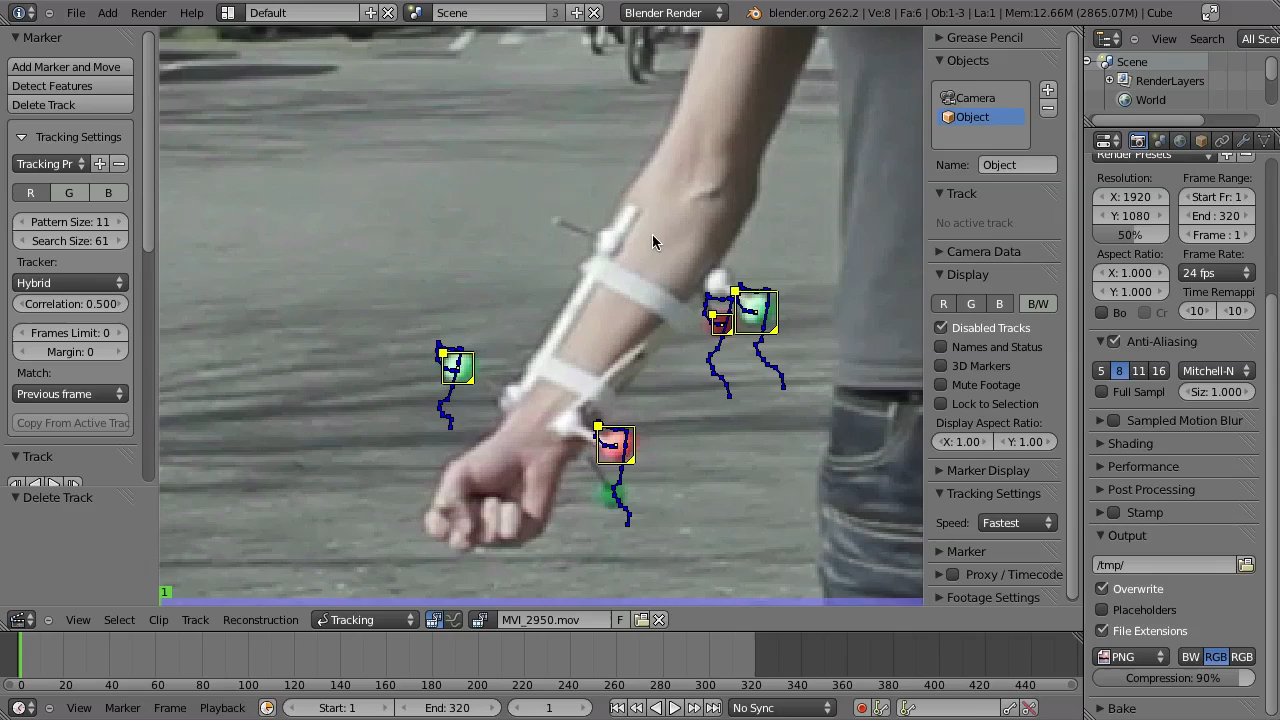 File Add Render Help Default Scene 3 Blender Render blender.org 262.2 | Ve:8 | Fa:6 | Ob:1-3 | La:1 | Mem:12.66M (2865.07M) | Cube
Marker
Add Marker and Move
Detect Features
Delete Track
Tracking Settings
Tracking Pr
R G B
Pattern Size: 11
Search Size: 61
Tracker:
Hybrid
Correlation: 0.500
Frames Limit: 0
Margin: 0
Match:
Previous frame
Copy From Active Trac
Track
Delete Track
1
Grease Pencil
Objects
Camera
Object
Name: Object
Track
No active track
Camera Data
Display
R G B B/W
Disabled Tracks
Names and Status
3D Markers
Mute Footage
Lock to Selection
Display Aspect Ratio:
X: 1.00 Y: 1.00
Marker Display
Tracking Settings
Speed: Fastest
Marker
Proxy / Timecode
Footage Settings
View Search All Scen
Scene
RenderLayers
World
Render Presets
Resolution: Frame Range:
X: 1920 Start Fr: 1
Y: 1080 End : 320
50% Frame : 1
Aspect Ratio: Frame Rate:
X: 1.000 24 fps
Y: 1.000 Time Remappi
Bo Cr 10 10
Anti-Aliasing
5 8 11 16 Mitchell-N
Full Sampl Siz: 1.000
Sampled Motion Blur
Shading
Performance
Post Processing
Stamp
Output
/tmp/
Overwrite
Placeholders
File Extensions
PNG BW RGB RGB
Compression: 90%
Bake
View Select Clip Track Reconstruction Tracking MVI_2950.mov F
0 20 40 60 80 100 120 140 160 180 200 220 240 260 280 300 320 340 360 380 400 420 440
View Marker Frame Playback Start: 1 End: 320 1 No Sync